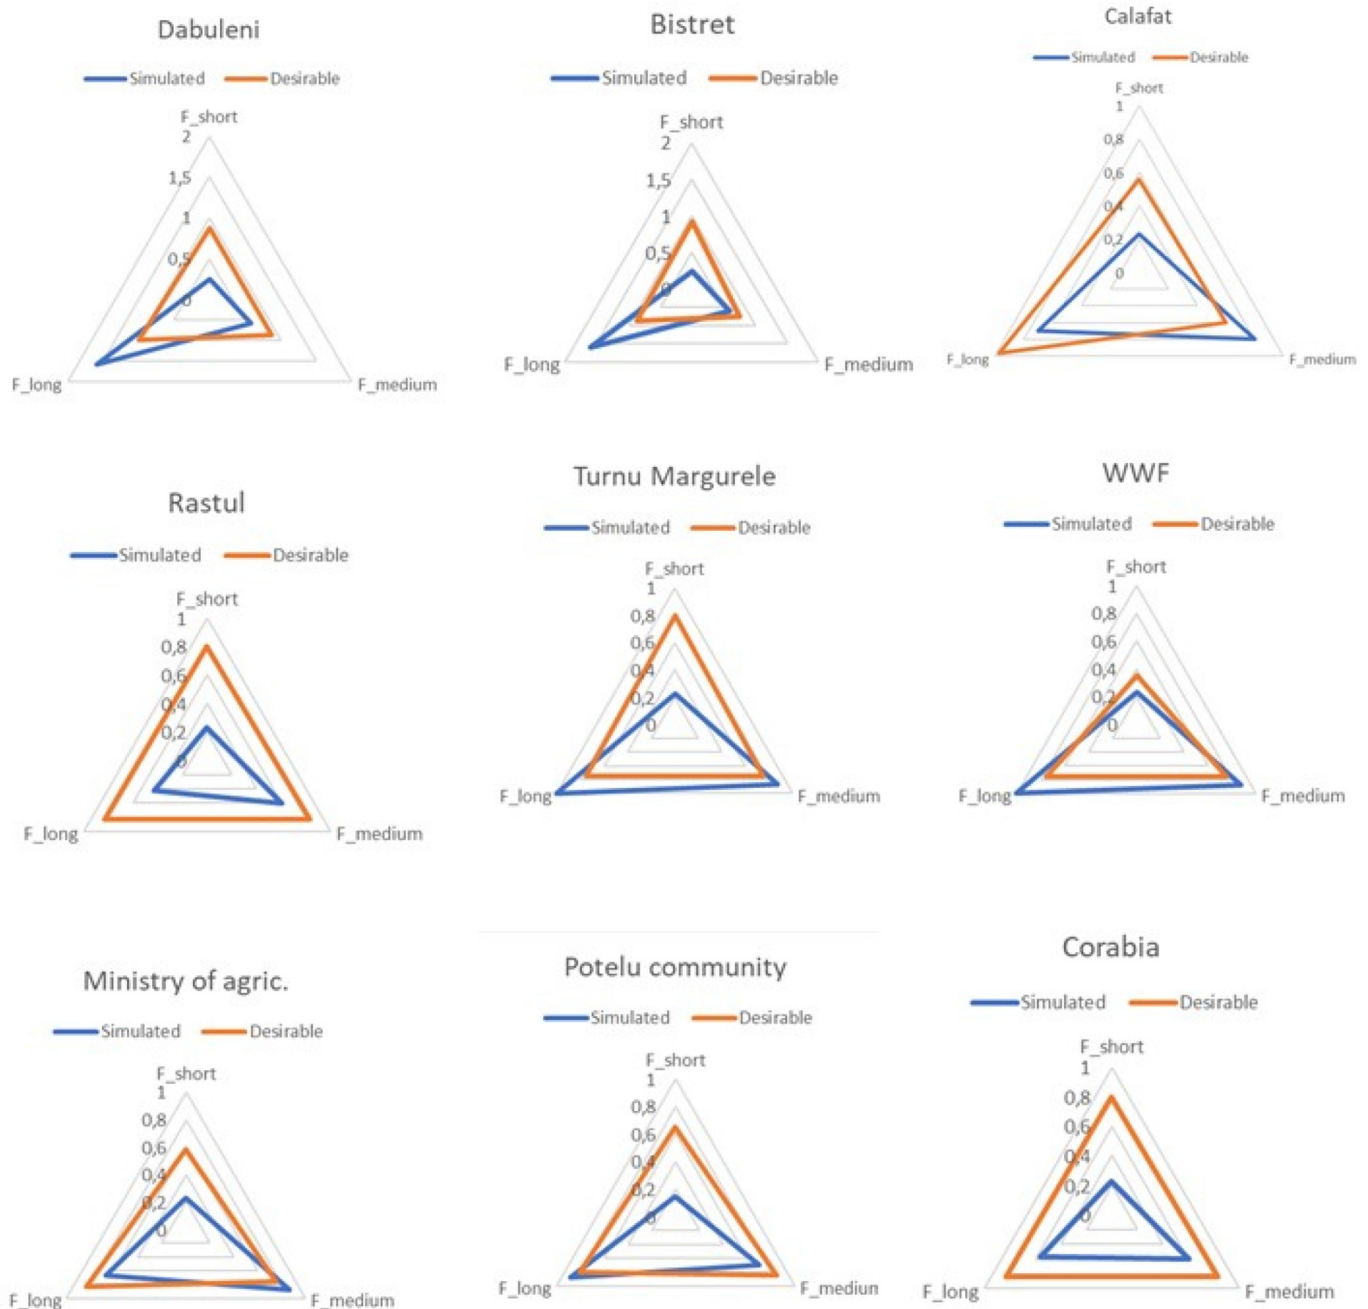 Dabuleni
Simulated Desirable
F_short
2
1,5
1
0,5
0
F_long
F_medium
Bistret
Simulated Desirable
F_short
2
1,5
1
0,5
0
F_long
F_medium
Calafat
Simulated Desirable
F_short
1
0,8
0,6
0,4
0,2
0
F_long
F_medium
Rastul
Simulated Desirable
F_short
1
0,8
0,6
0,4
0,2
0
F_long
F_medium
Turnu Margurele
Simulated Desirable
F_short
1
0,8
0,6
0,4
0,2
0
F_long
F_medium
WWF
Simulated Desirable
F_short
1
0,8
0,6
0,4
0,2
0
F_long
F_medium
Ministry of agric.
Simulated Desirable
F_short
1
0,8
0,6
0,4
0,2
0
F_long
F_medium
Potelu community
Simulated Desirable
F_short
1
0,8
0,6
0,4
0,2
0
F_long
F_medium
Corabia
Simulated Desirable
F_short
1
0,8
0,6
0,4
0,2
0
F_long
F_medium